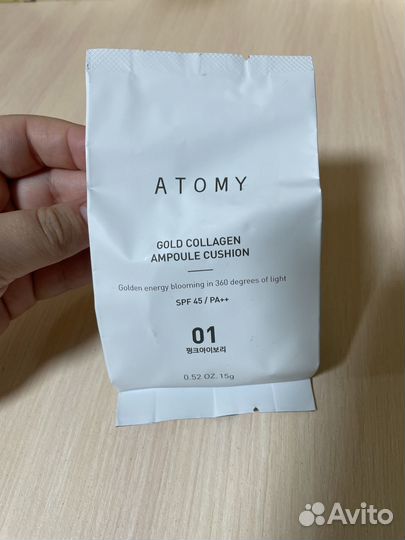 ATOMY
GOLD COLLAGEN
AMPOULE CUSHION
Golden energy blooming in 360 degrees of light
SPF 45 / PA++
01
핑크아이보리
0.52 OZ. 15g
Avito